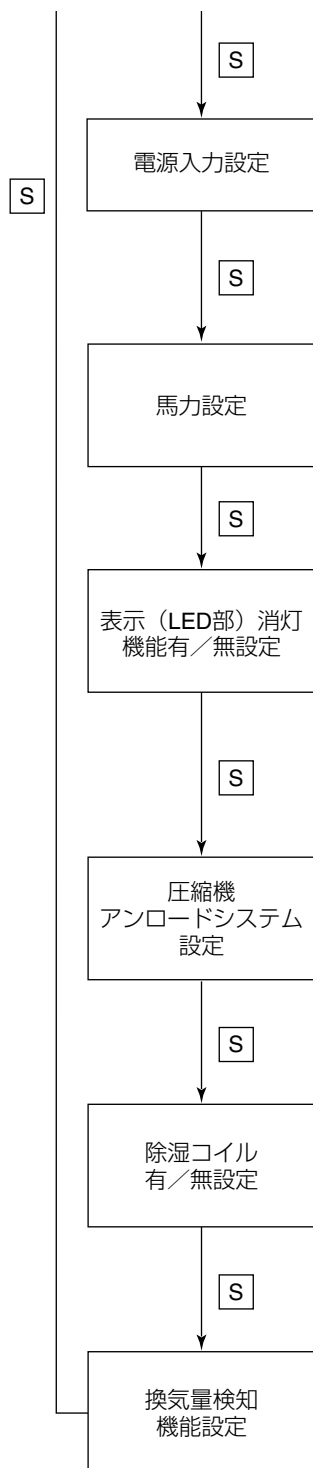 S
電源入力設定
S
S
馬力設定
S
表示（LED部）消灯
機能有／無設定
S
圧縮機
アンロードシステム
設定
S
除湿コイル
有／無設定
S
換気量検知
機能設定